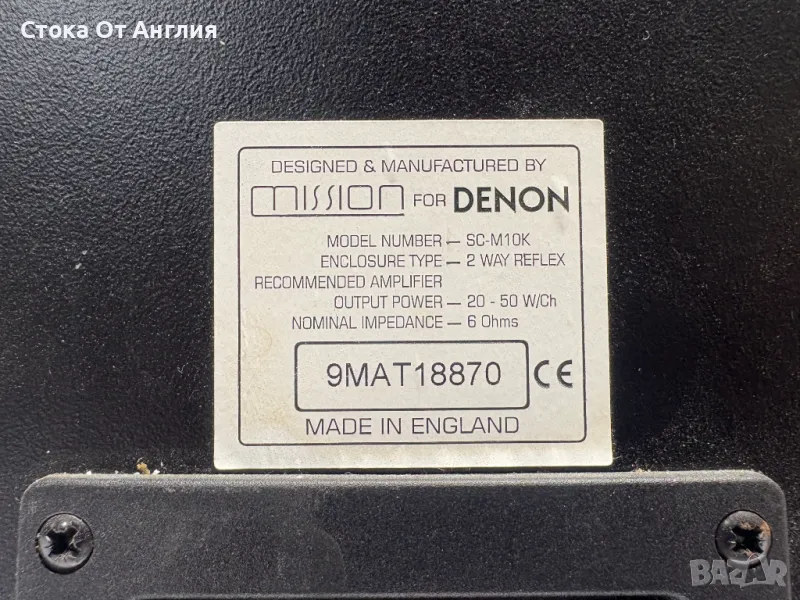 Стока От Англия
DESIGNED & MANUFACTURED BY
mission FOR DENON
MODEL NUMBER — SC-M10K
ENCLOSURE TYPE — 2 WAY REFLEX
RECOMMENDED AMPLIFIER
OUTPUT POWER — 20 - 50 W/Ch
NOMINAL IMPEDANCE — 6 Ohms
9MAT18870 CE
MADE IN ENGLAND
BAZAR